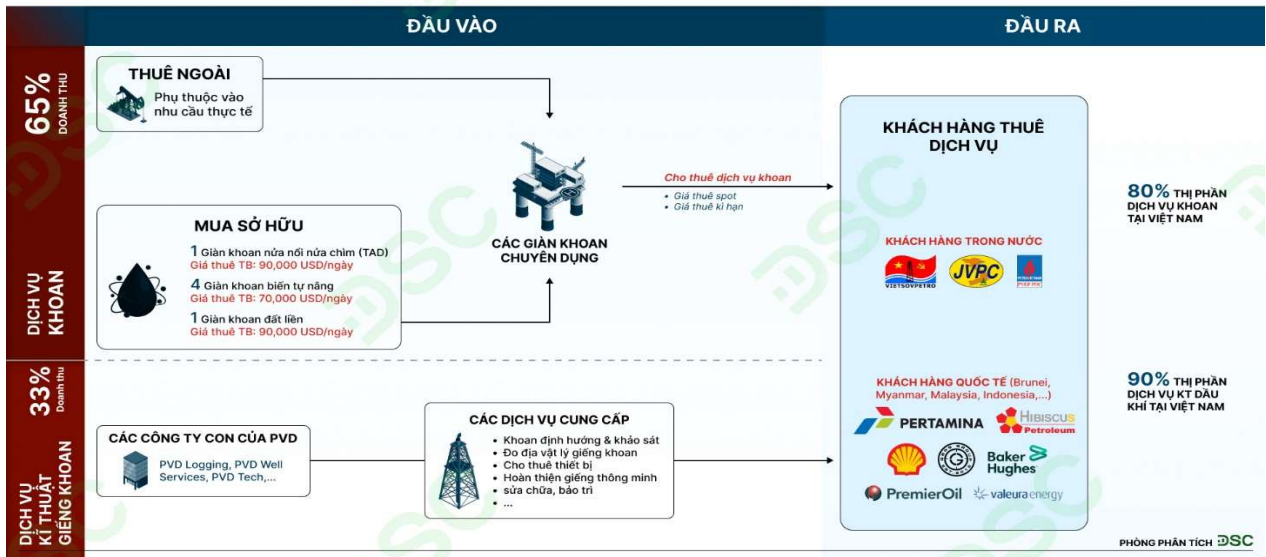 ĐẦU VÀO
ĐẦU RA
65%
DOANH THU
DỊCH VỤ
KHOAN
THUÊ NGOÀI
Phụ thuộc vào
nhu cầu thực tế
MUA SỞ HỮU
1 Giàn khoan nửa nổi nửa chìm (TAD)
Giá thuê TB: 90,000 USD/ngày
4 Giàn khoan biển tự nâng
Giá thuê TB: 70,000 USD/ngày
1 Giàn khoan đất liền
Giá thuê TB: 90,000 USD/ngày
CÁC GIÀN KHOAN
CHUYÊN DỤNG
Cho thuê dịch vụ khoan
• Giá thuê spot
• Giá thuê kì hạn
KHÁCH HÀNG THUÊ
DỊCH VỤ
KHÁCH HÀNG TRONG NƯỚC
VIETSOVPETRO
JVPC
80% THỊ PHẦN
DỊCH VỤ KHOAN
TẠI VIỆT NAM
33%
Doanh thu
DỊCH VỤ
KĨ THUẬT
GIẾNG KHOAN
CÁC CÔNG TY CON CỦA PVD
PVD Logging, PVD Well
Services, PVD Tech,...
CÁC DỊCH VỤ CUNG CẤP
• Khoan định hướng & khảo sát
• Đo địa vật lý giếng khoan
• Cho thuê thiết bị
• Hoàn thiện giếng thông minh
• sửa chữa, bảo trì
• ...
KHÁCH HÀNG QUỐC TẾ (Brunei,
Myanmar, Malaysia, Indonesia,...)
PERTAMINA
HIBISCUS
Petroleum
Baker
Hughes
PremierOil
valeura energy
90% THỊ PHẦN
DỊCH VỤ KT DẦU
KHÍ TẠI VIỆT NAM
PHÒNG PHÂN TÍCH DSC